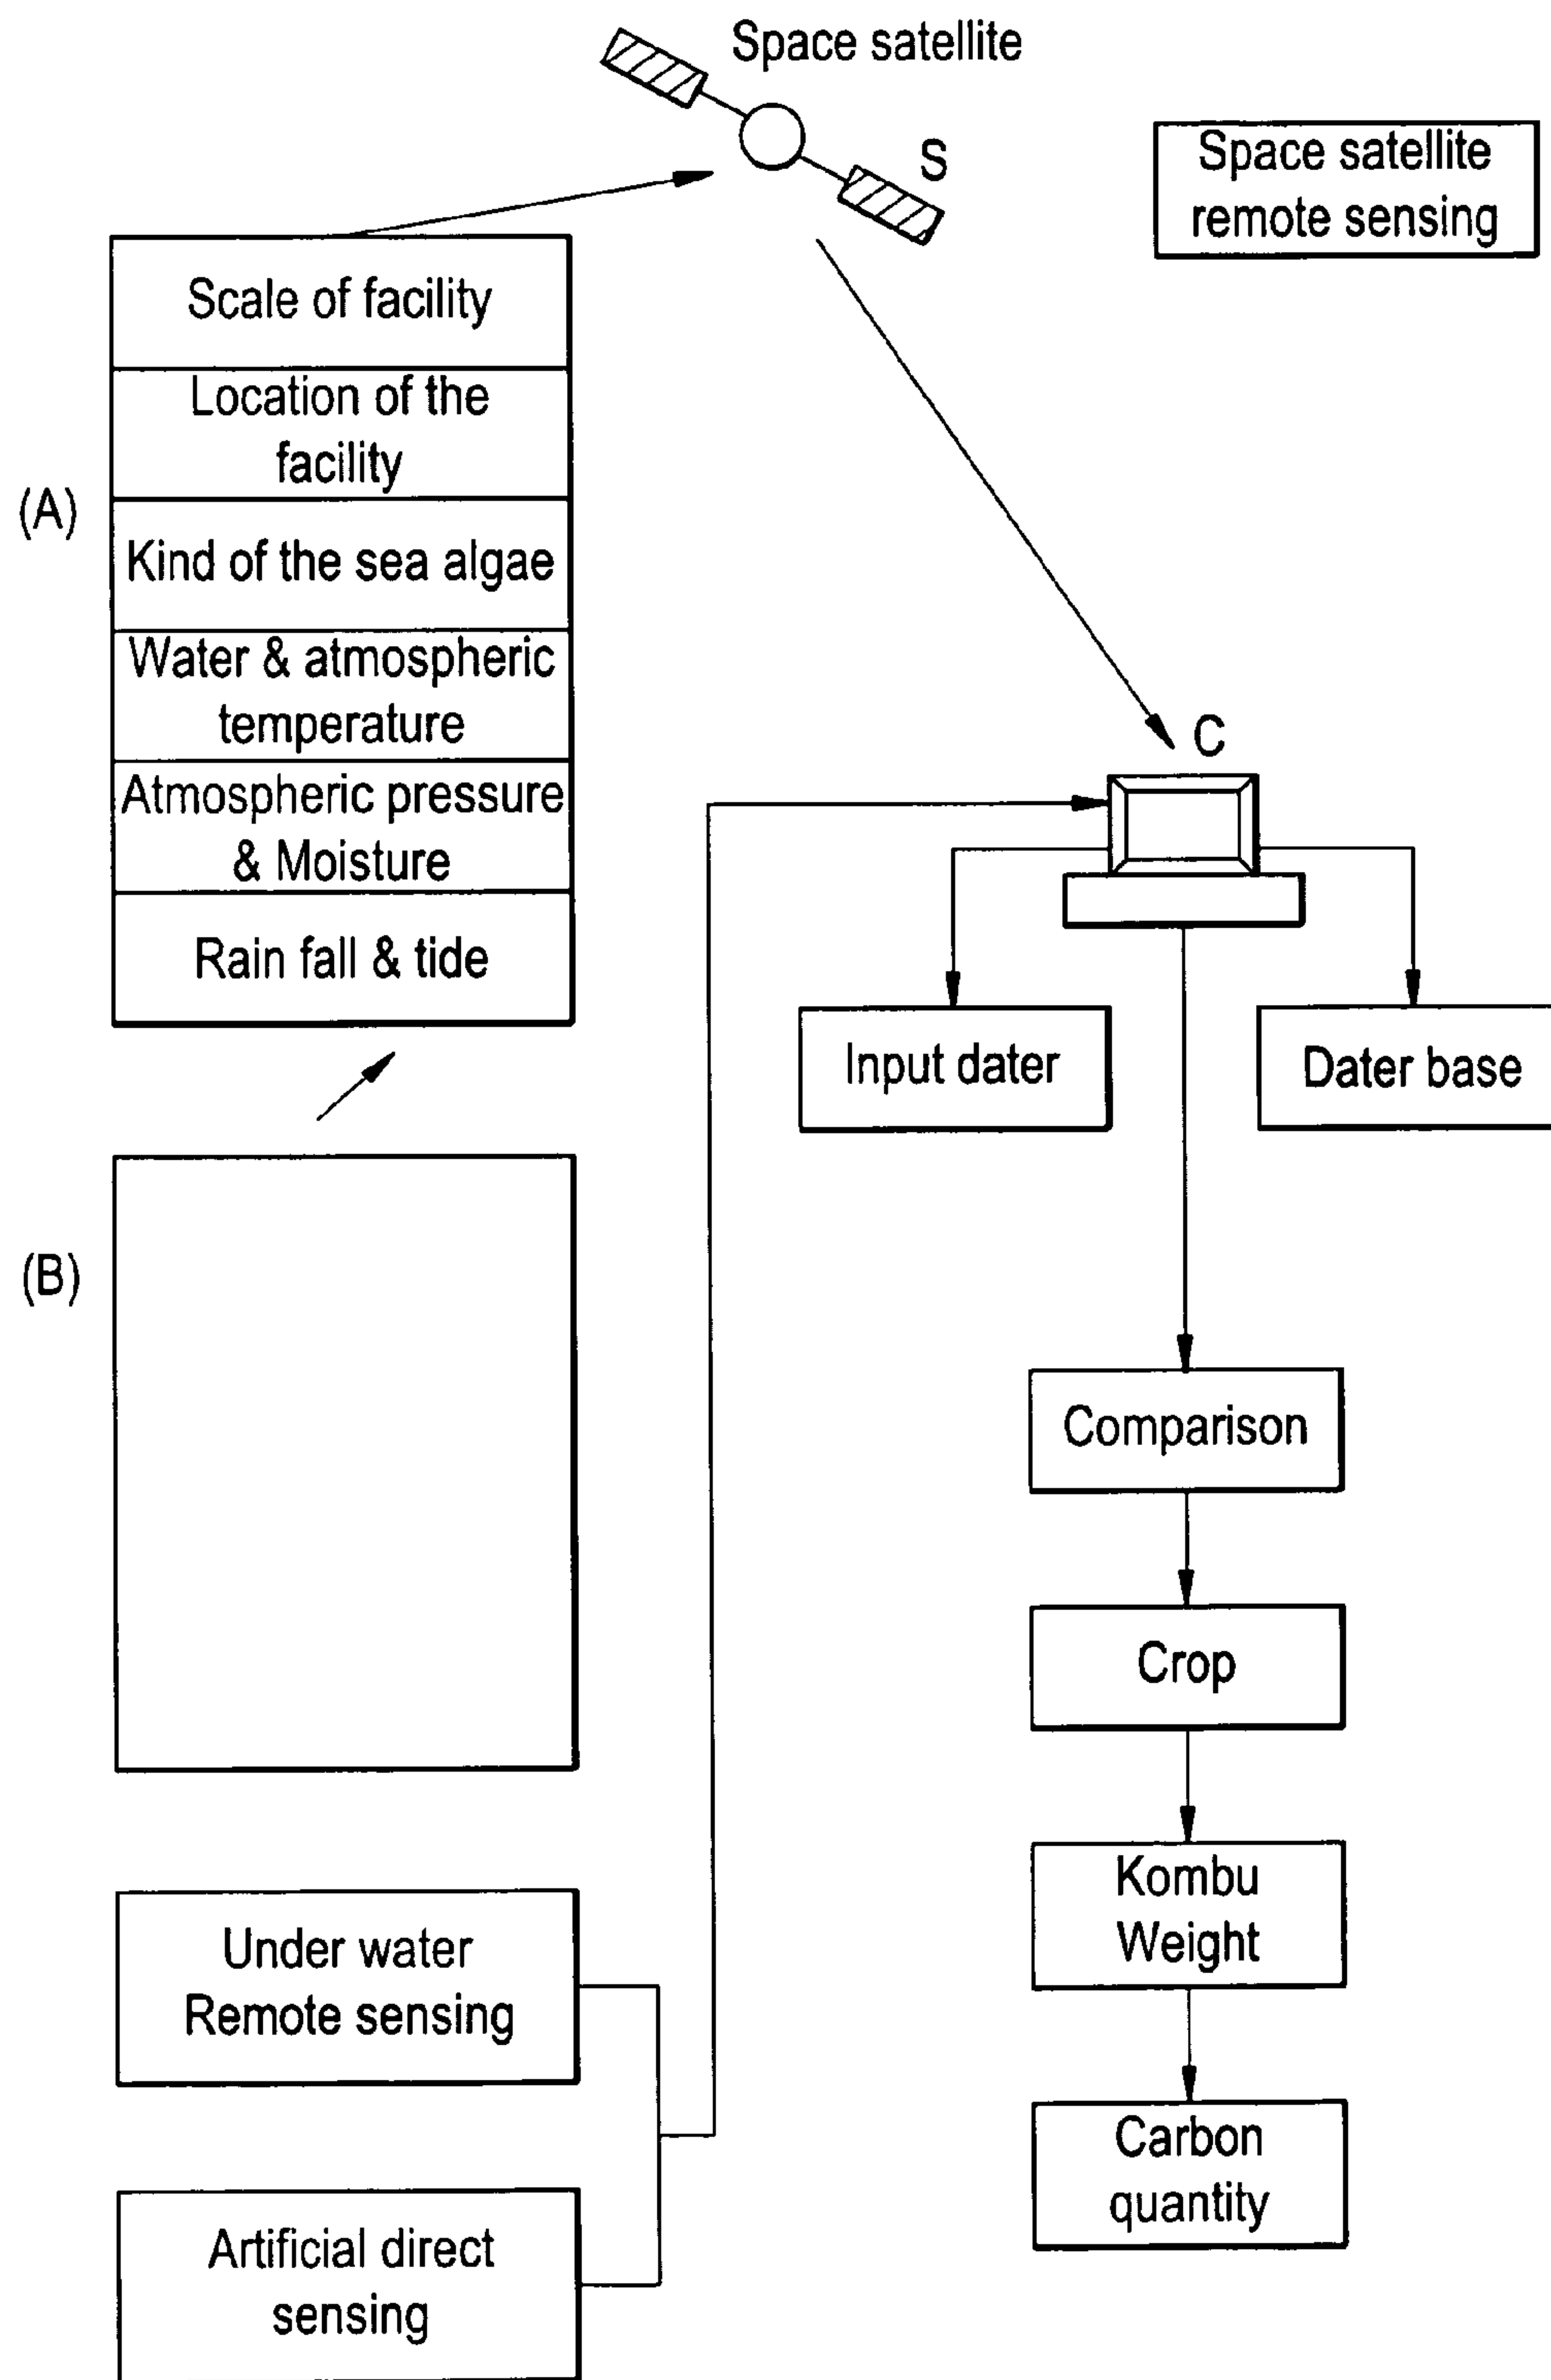 Space satellite
S
Space satellite
remote sensing
Scale of facility
Location of the
facility
(A)
Kind of the sea algae
Water & atmospheric
temperature
Atmospheric pressure
& Moisture
Rain fall & tide
C
Input dater
Dater base
(B)
Comparison
Crop
Kombu
Weight
Carbon
quantity
Under water
Remote sensing
Artificial direct
sensing